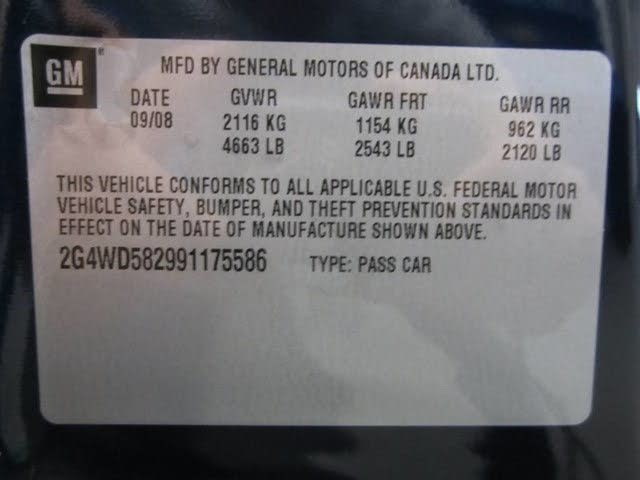 GM®
MFD BY GENERAL MOTORS OF CANADA LTD.
DATE GVWR GAWR FRT GAWR RR
09/08 2116 KG 1154 KG 962 KG
4663 LB 2543 LB 2120 LB
THIS VEHICLE CONFORMS TO ALL APPLICABLE U.S. FEDERAL MOTOR
VEHICLE SAFETY, BUMPER, AND THEFT PREVENTION STANDARDS IN
EFFECT ON THE DATE OF MANUFACTURE SHOWN ABOVE.
2G4WD582991175586 TYPE: PASS CAR